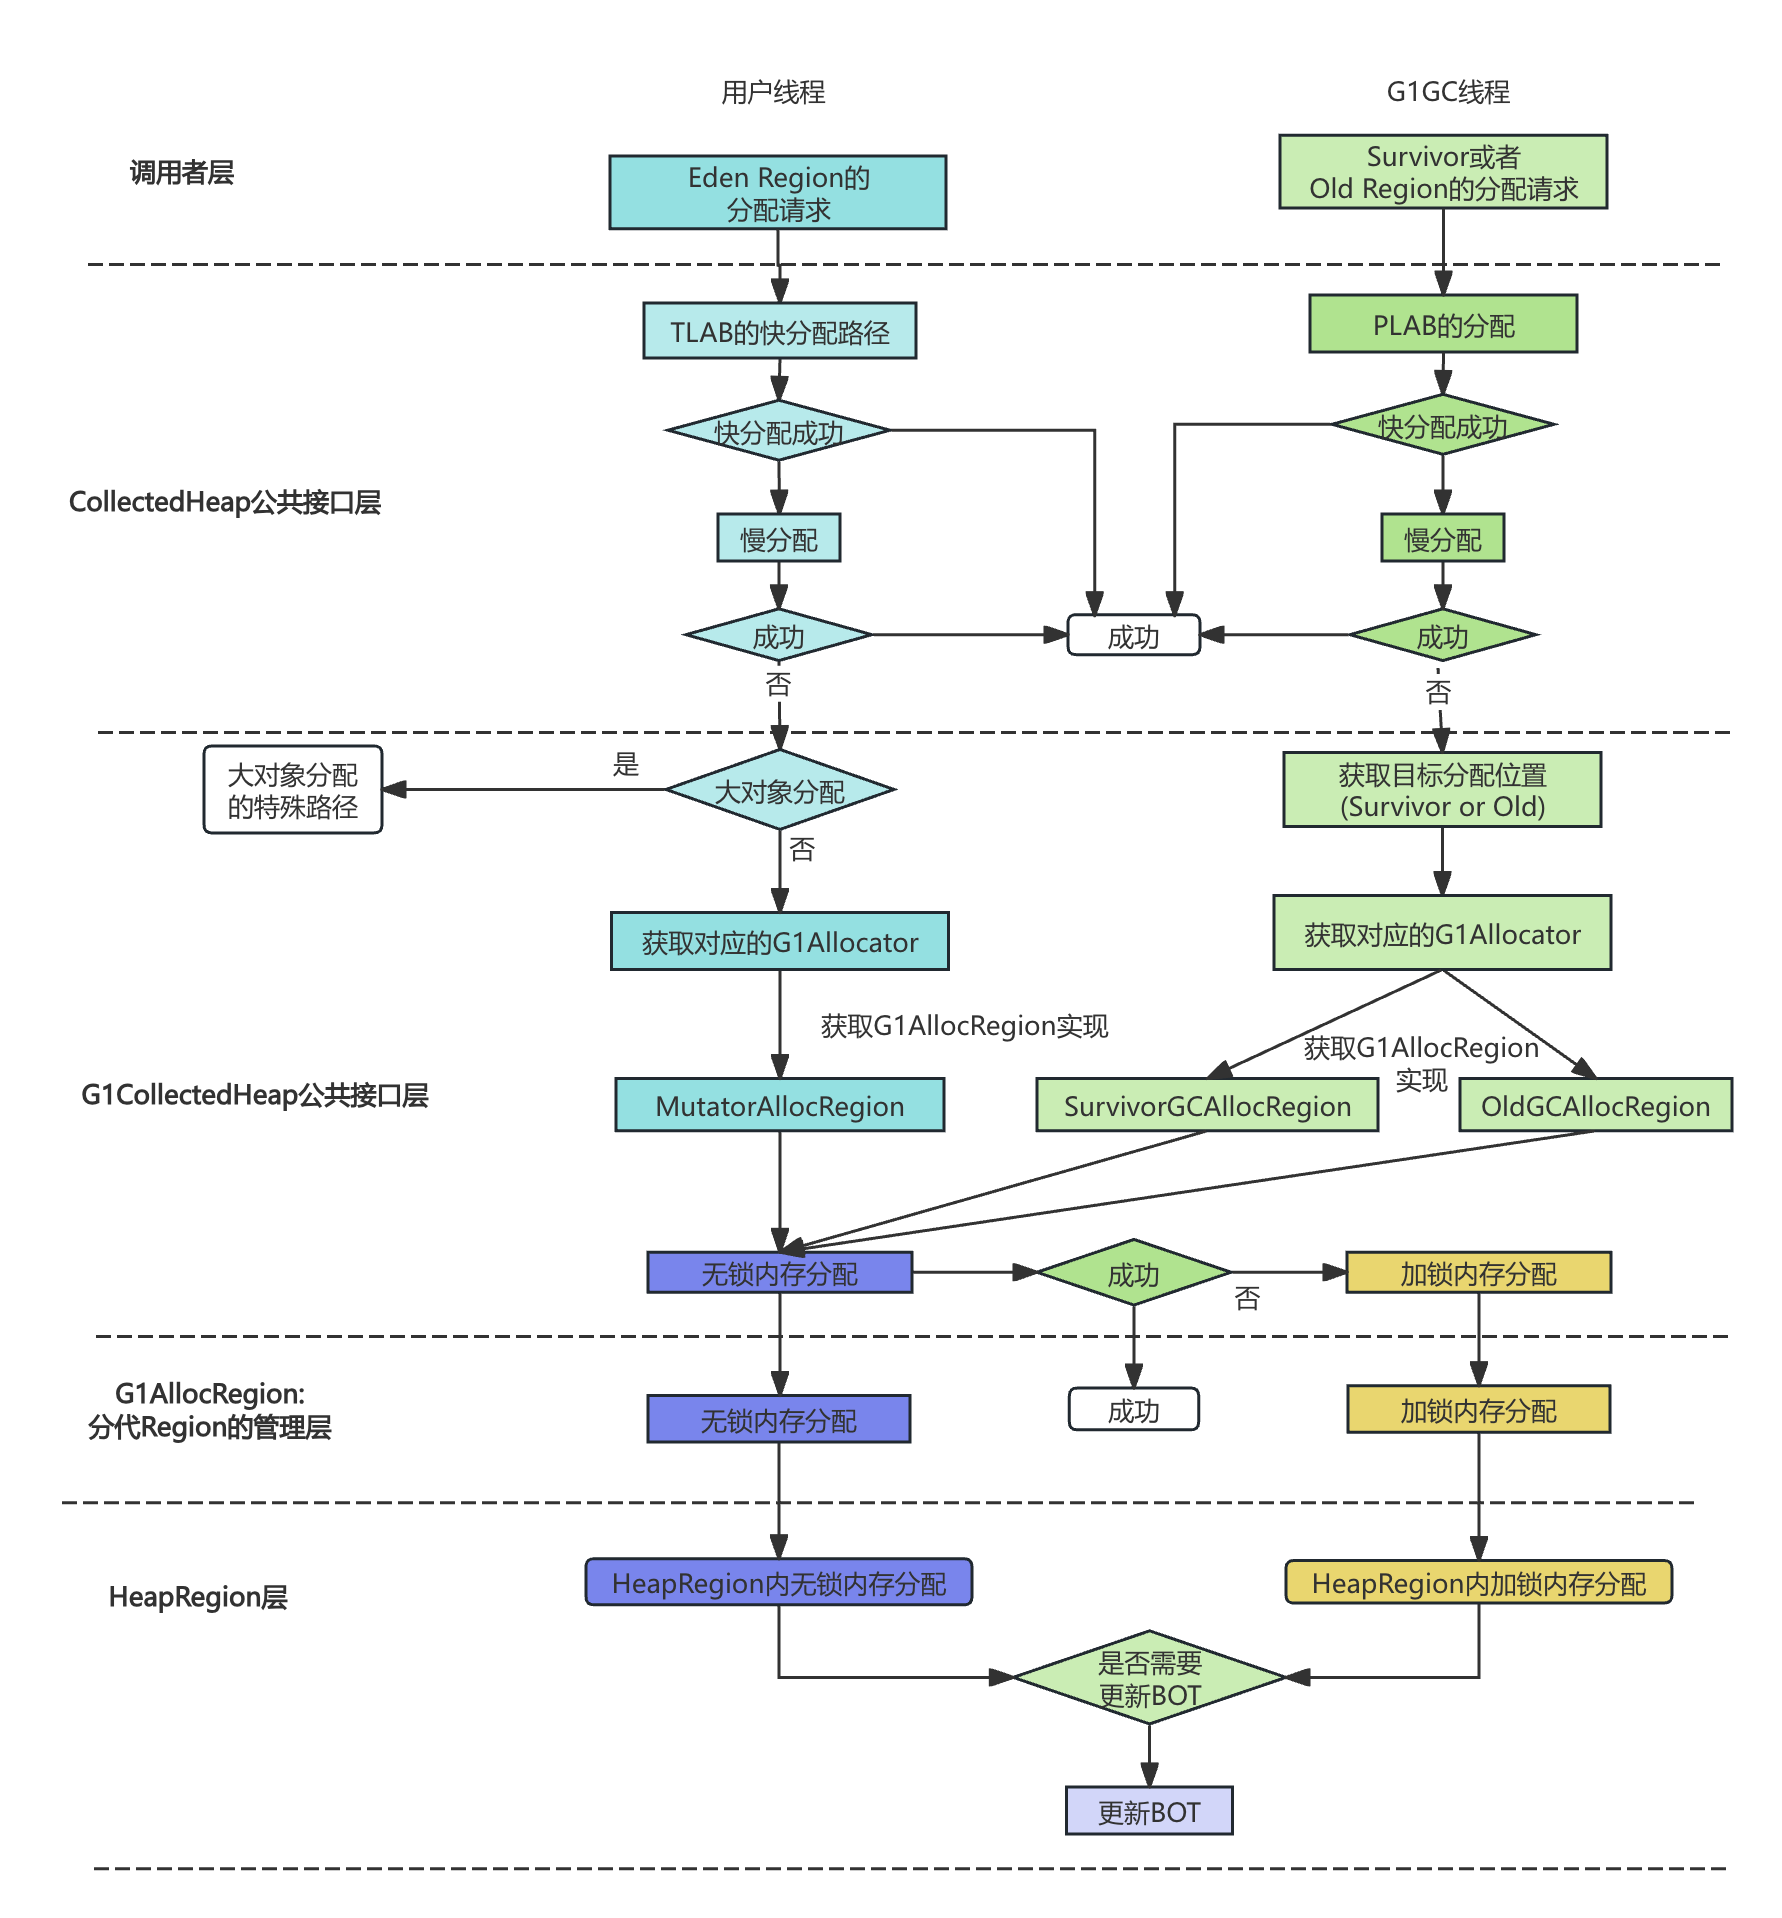 用户线程
G1GC线程
调用者层
Eden Region的
分配请求
Survivor或者
Old Region的分配请求
TLAB的快分配路径
PLAB的分配
快分配成功
快分配成功
CollectedHeap公共接口层
慢分配
慢分配
成功
成功
成功
否
否
大对象分配
的特殊路径
是
大对象分配
获取目标分配位置
(Survivor or Old)
否
获取对应的G1Allocator
获取对应的G1Allocator
获取G1AllocRegion实现
获取G1AllocRegion
实现
G1CollectedHeap公共接口层
MutatorAllocRegion
SurvivorGCAllocRegion
OldGCAllocRegion
无锁内存分配
成功
否
加锁内存分配
G1AllocRegion:
分代Region的管理层
无锁内存分配
成功
加锁内存分配
HeapRegion层
HeapRegion内无锁内存分配
HeapRegion内加锁内存分配
是否需要
更新BOT
更新BOT